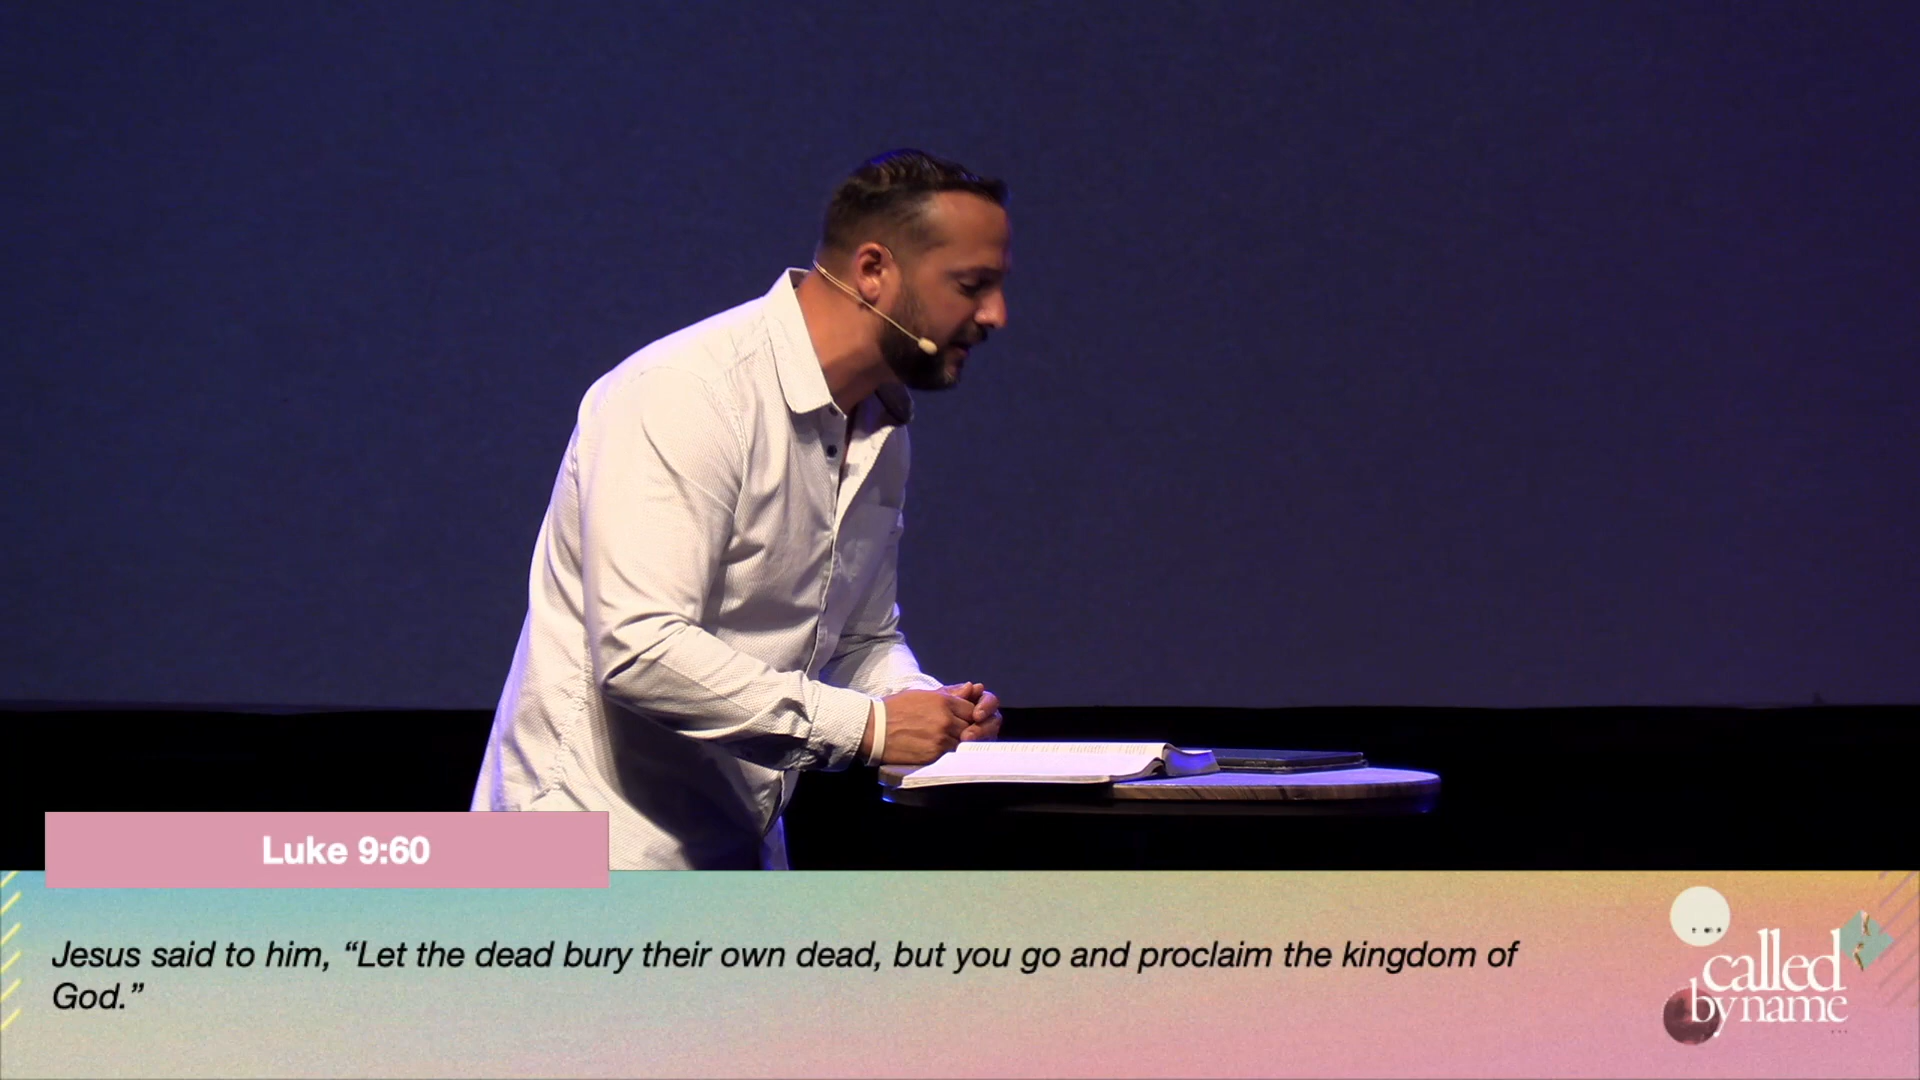 Luke 9:60
Jesus said to him, “Let the dead bury their own dead, but you go and proclaim the kingdom of
God.”
called
by name